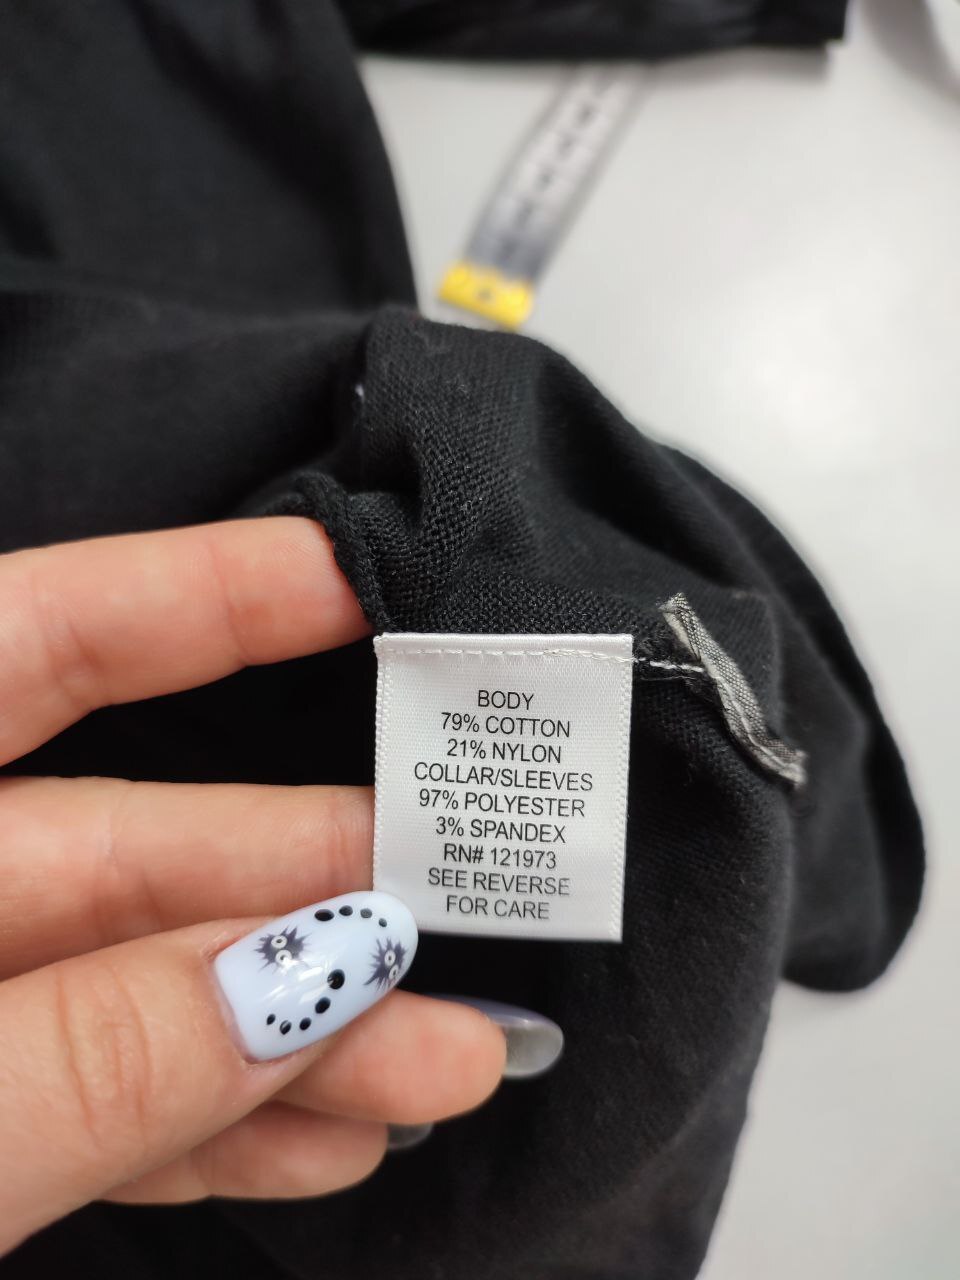 BODY
79% COTTON
21% NYLON
COLLAR/SLEEVES
97% POLYESTER
3% SPANDEX
RN# 121973
SEE REVERSE
FOR CARE